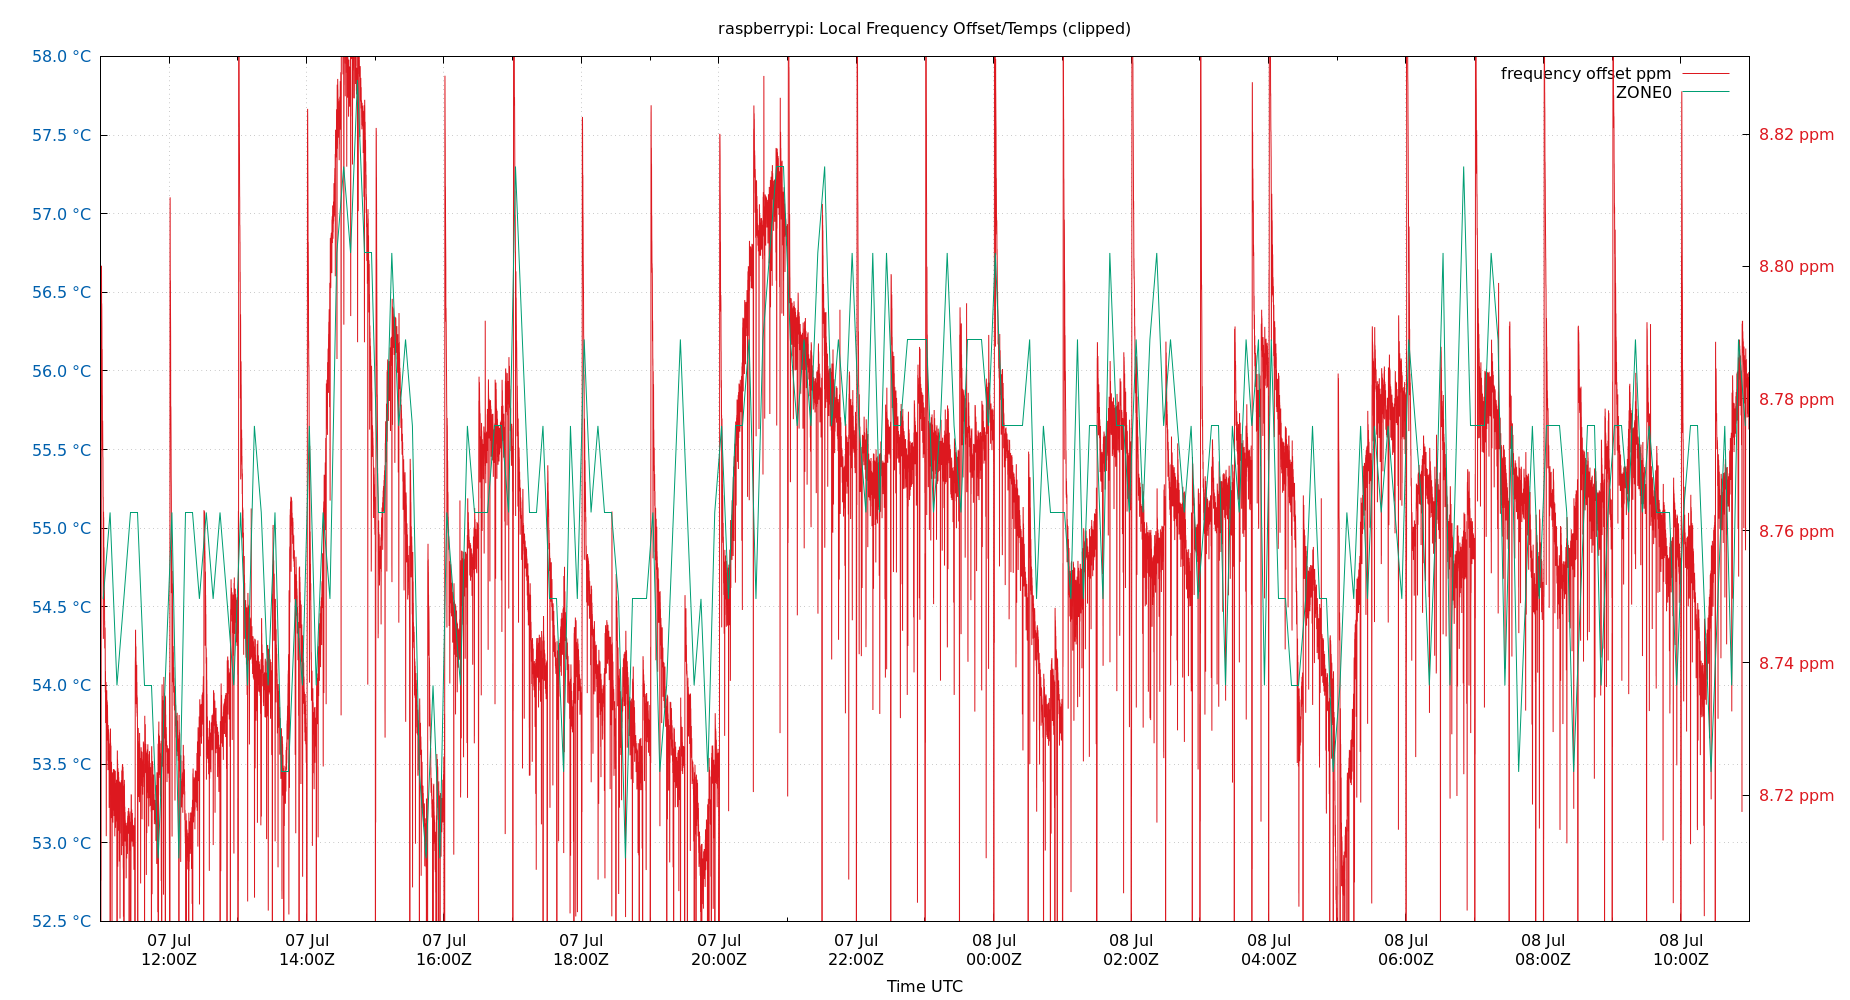 raspberrypi: Local Frequency Offset/Temps (clipped)
frequency offset ppm
ZONE0
58.0 °C
57.5 °C
57.0 °C
56.5 °C
56.0 °C
55.5 °C
55.0 °C
54.5 °C
54.0 °C
53.5 °C
53.0 °C
52.5 °C
8.82 ppm
8.80 ppm
8.78 ppm
8.76 ppm
8.74 ppm
8.72 ppm
07 Jul
12:00Z
07 Jul
14:00Z
07 Jul
16:00Z
07 Jul
18:00Z
07 Jul
20:00Z
07 Jul
22:00Z
08 Jul
00:00Z
08 Jul
02:00Z
08 Jul
04:00Z
08 Jul
06:00Z
08 Jul
08:00Z
08 Jul
10:00Z
Time UTC